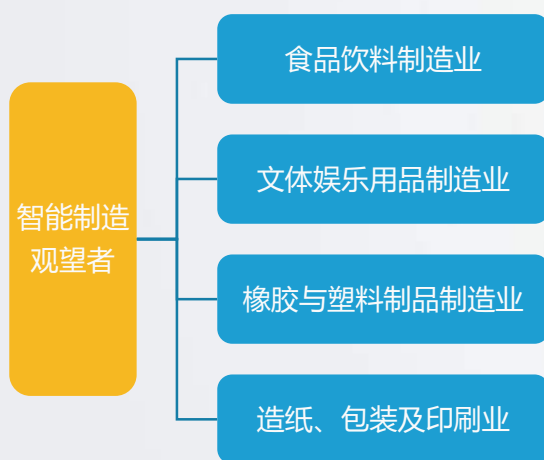 食品饮料制造业
文体娱乐用品制造业
智能制造
观望者
橡胶与塑料制品制造业
造纸、包装及印刷业